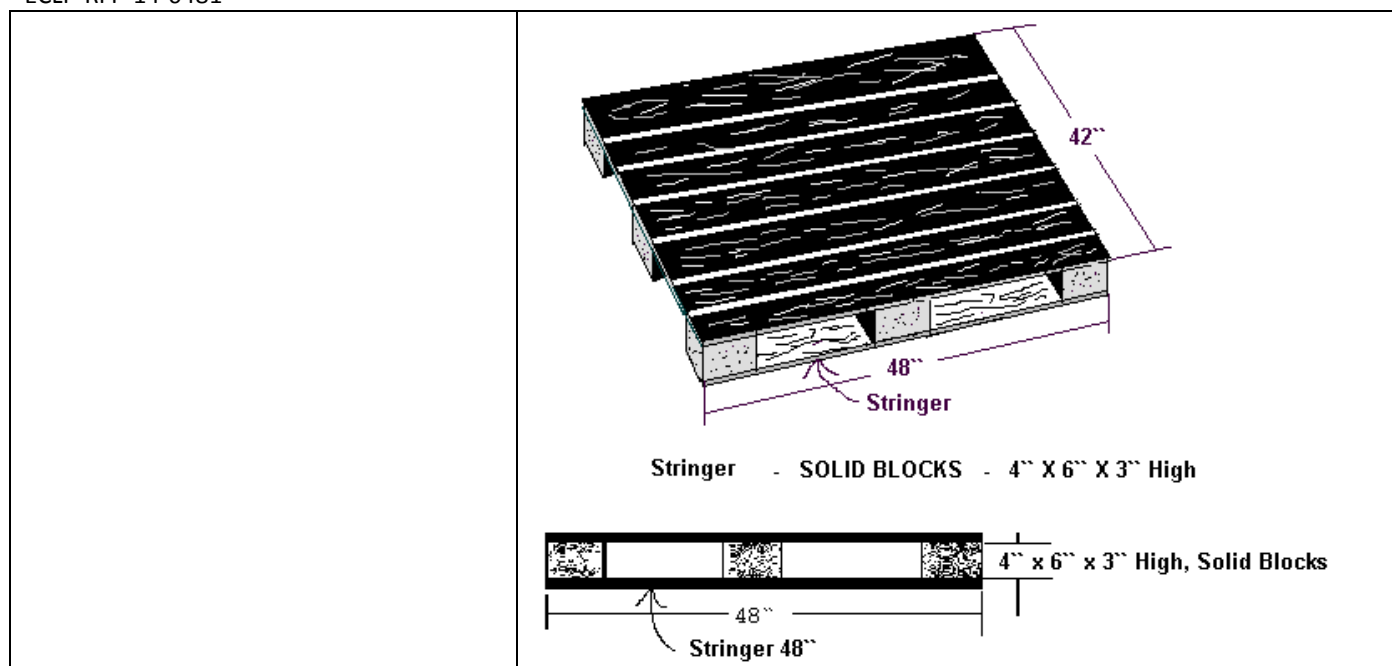 42``
48``
Stringer
Stringer - SOLID BLOCKS - 4`` X 6`` X 3`` High
4`` x 6`` x 3`` High, Solid Blocks
48``
Stringer 48``